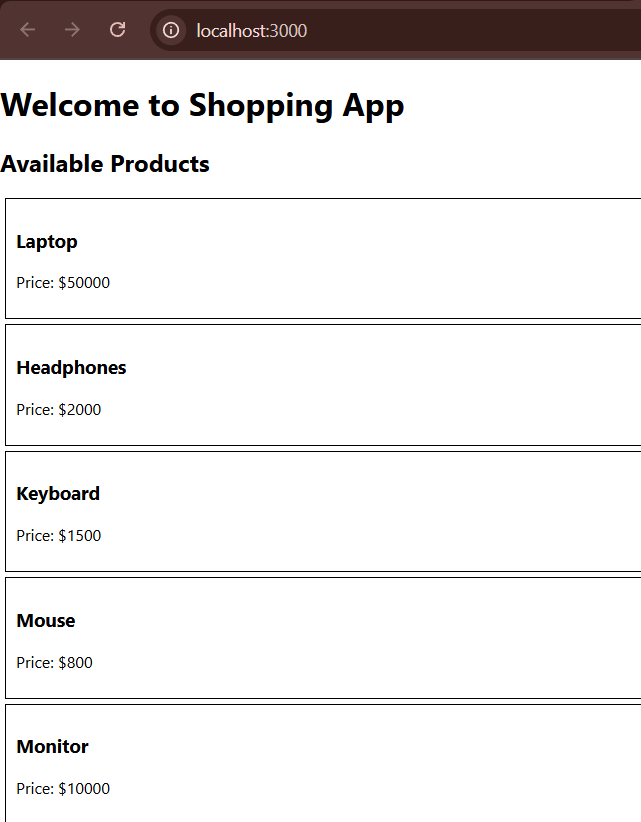 localhost:3000
Welcome to Shopping App
Available Products
Laptop
Price: $50000
Headphones
Price: $2000
Keyboard
Price: $1500
Mouse
Price: $800
Monitor
Price: $10000